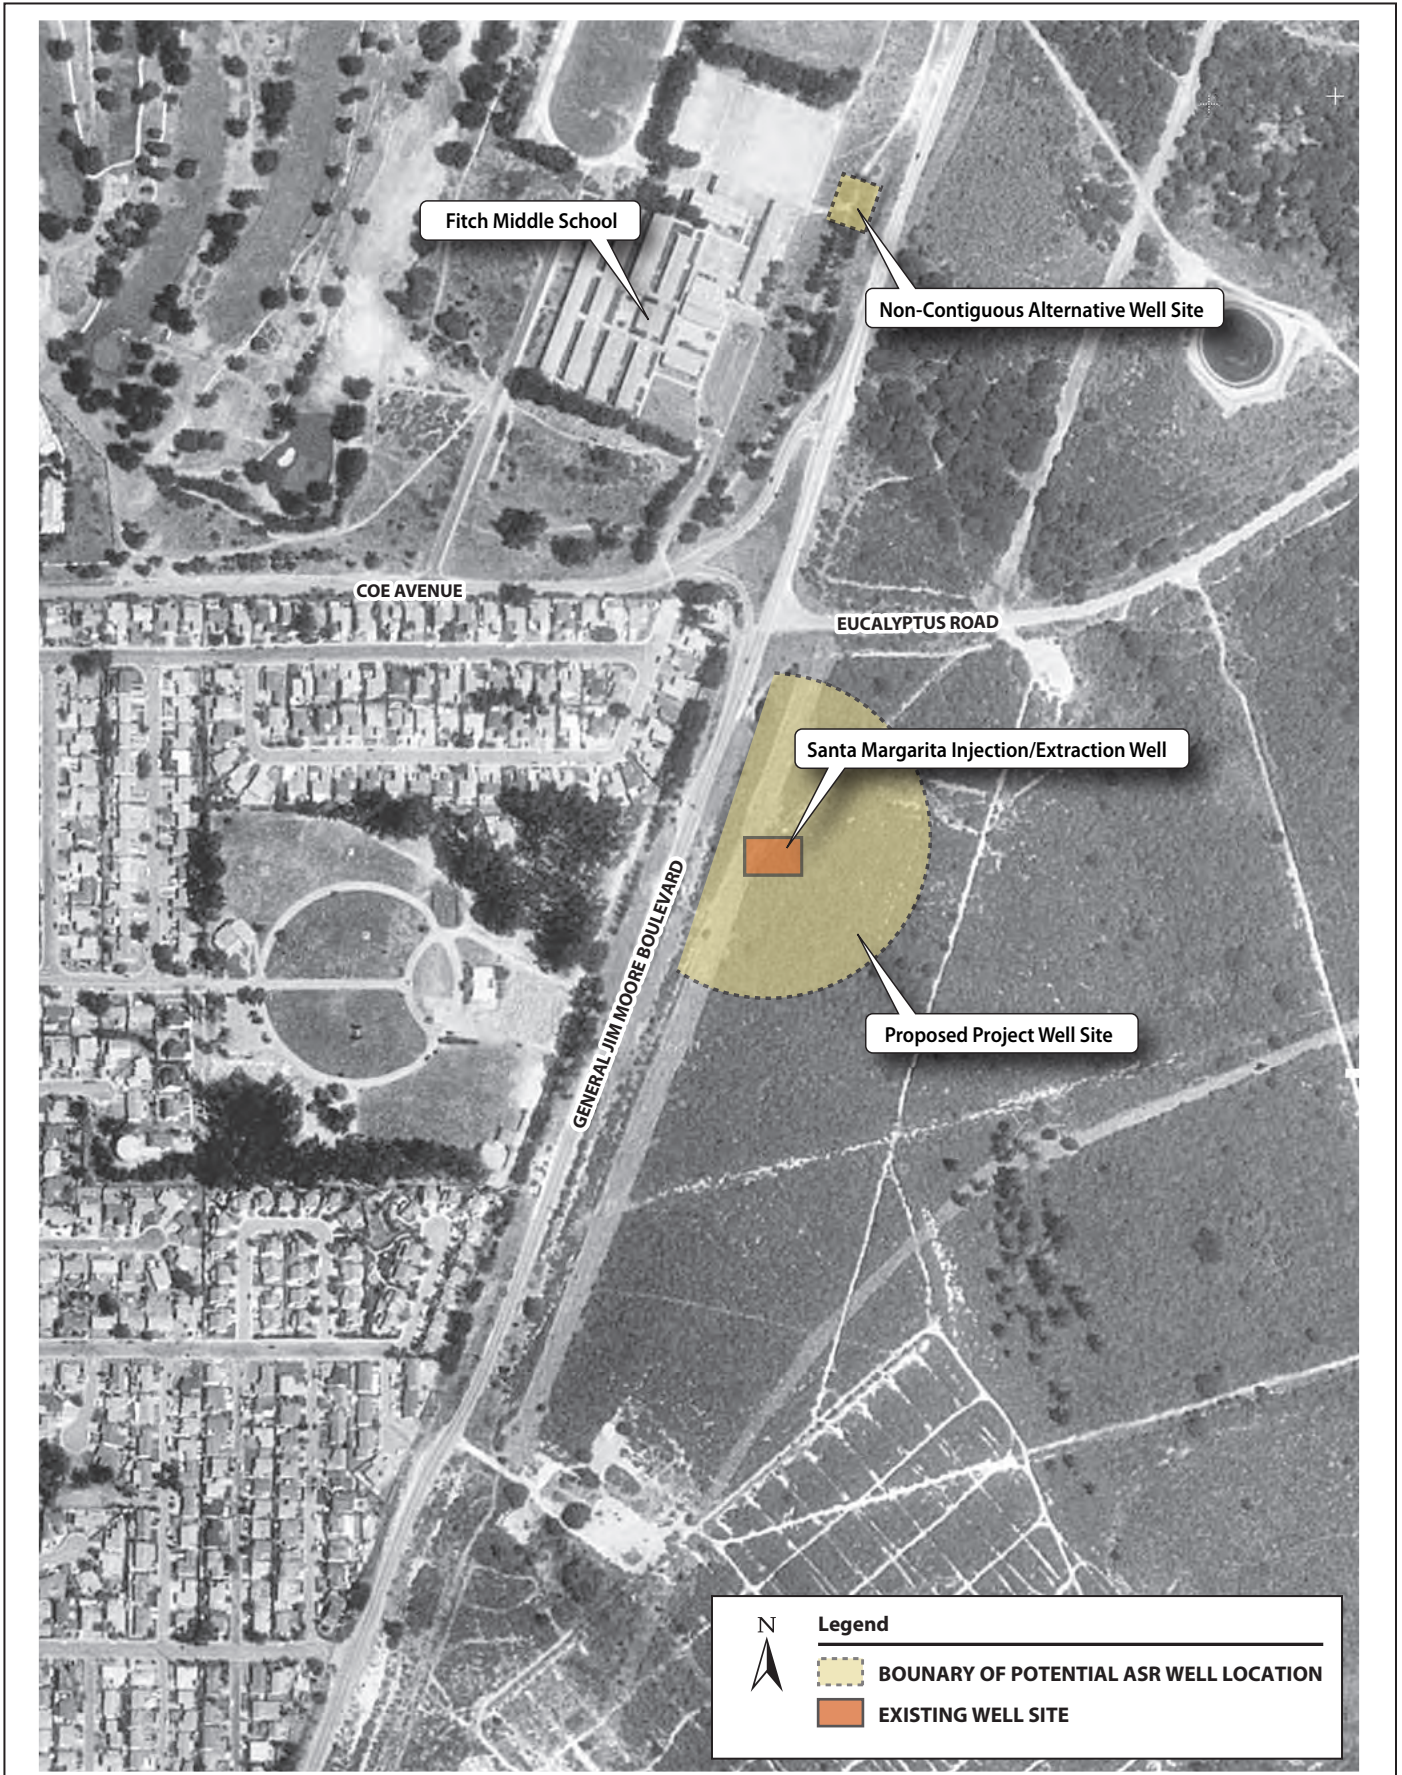 Fitch Middle School
Non-Contiguous Alternative Well Site
COE AVENUE
EUCALYPTUS ROAD
Santa Margarita Injection/Extraction Well
GENERAL JIM MOORE BOULEVARD
Proposed Project Well Site
N
Legend
BOUNARY OF POTENTIAL ASR WELL LOCATION
EXISTING WELL SITE